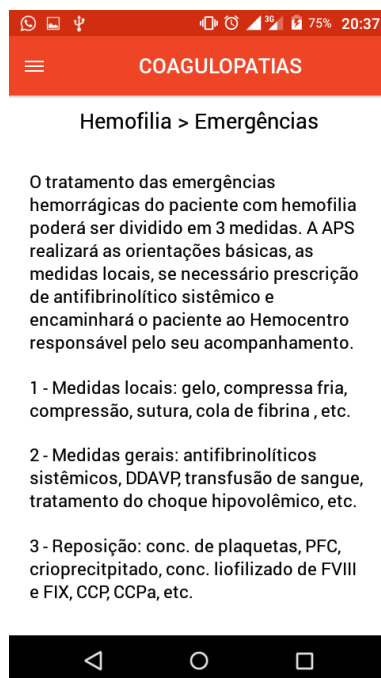 3G 75% 20:37
COAGULOPATIAS
Hemofilia > Emergências
O tratamento das emergências
hemorrágicas do paciente com hemofilia
poderá ser dividido em 3 medidas. A APS
realizará as orientações básicas, as
medidas locais, se necessário prescrição
de antifibrinolítico sistêmico e
encaminhará o paciente ao Hemocentro
responsável pelo seu acompanhamento.
1 - Medidas locais: gelo, compressa fria,
compressão, sutura, cola de fibrina , etc.
2 - Medidas gerais: antifibrinolíticos
sistêmicos, DDAVP, transfusão de sangue,
tratamento do choque hipovolêmico, etc.
3 - Reposição: conc. de plaquetas, PFC,
crioprecitpitado, conc. liofilizado de FVIII
e FIX, CCP, CCPa, etc.